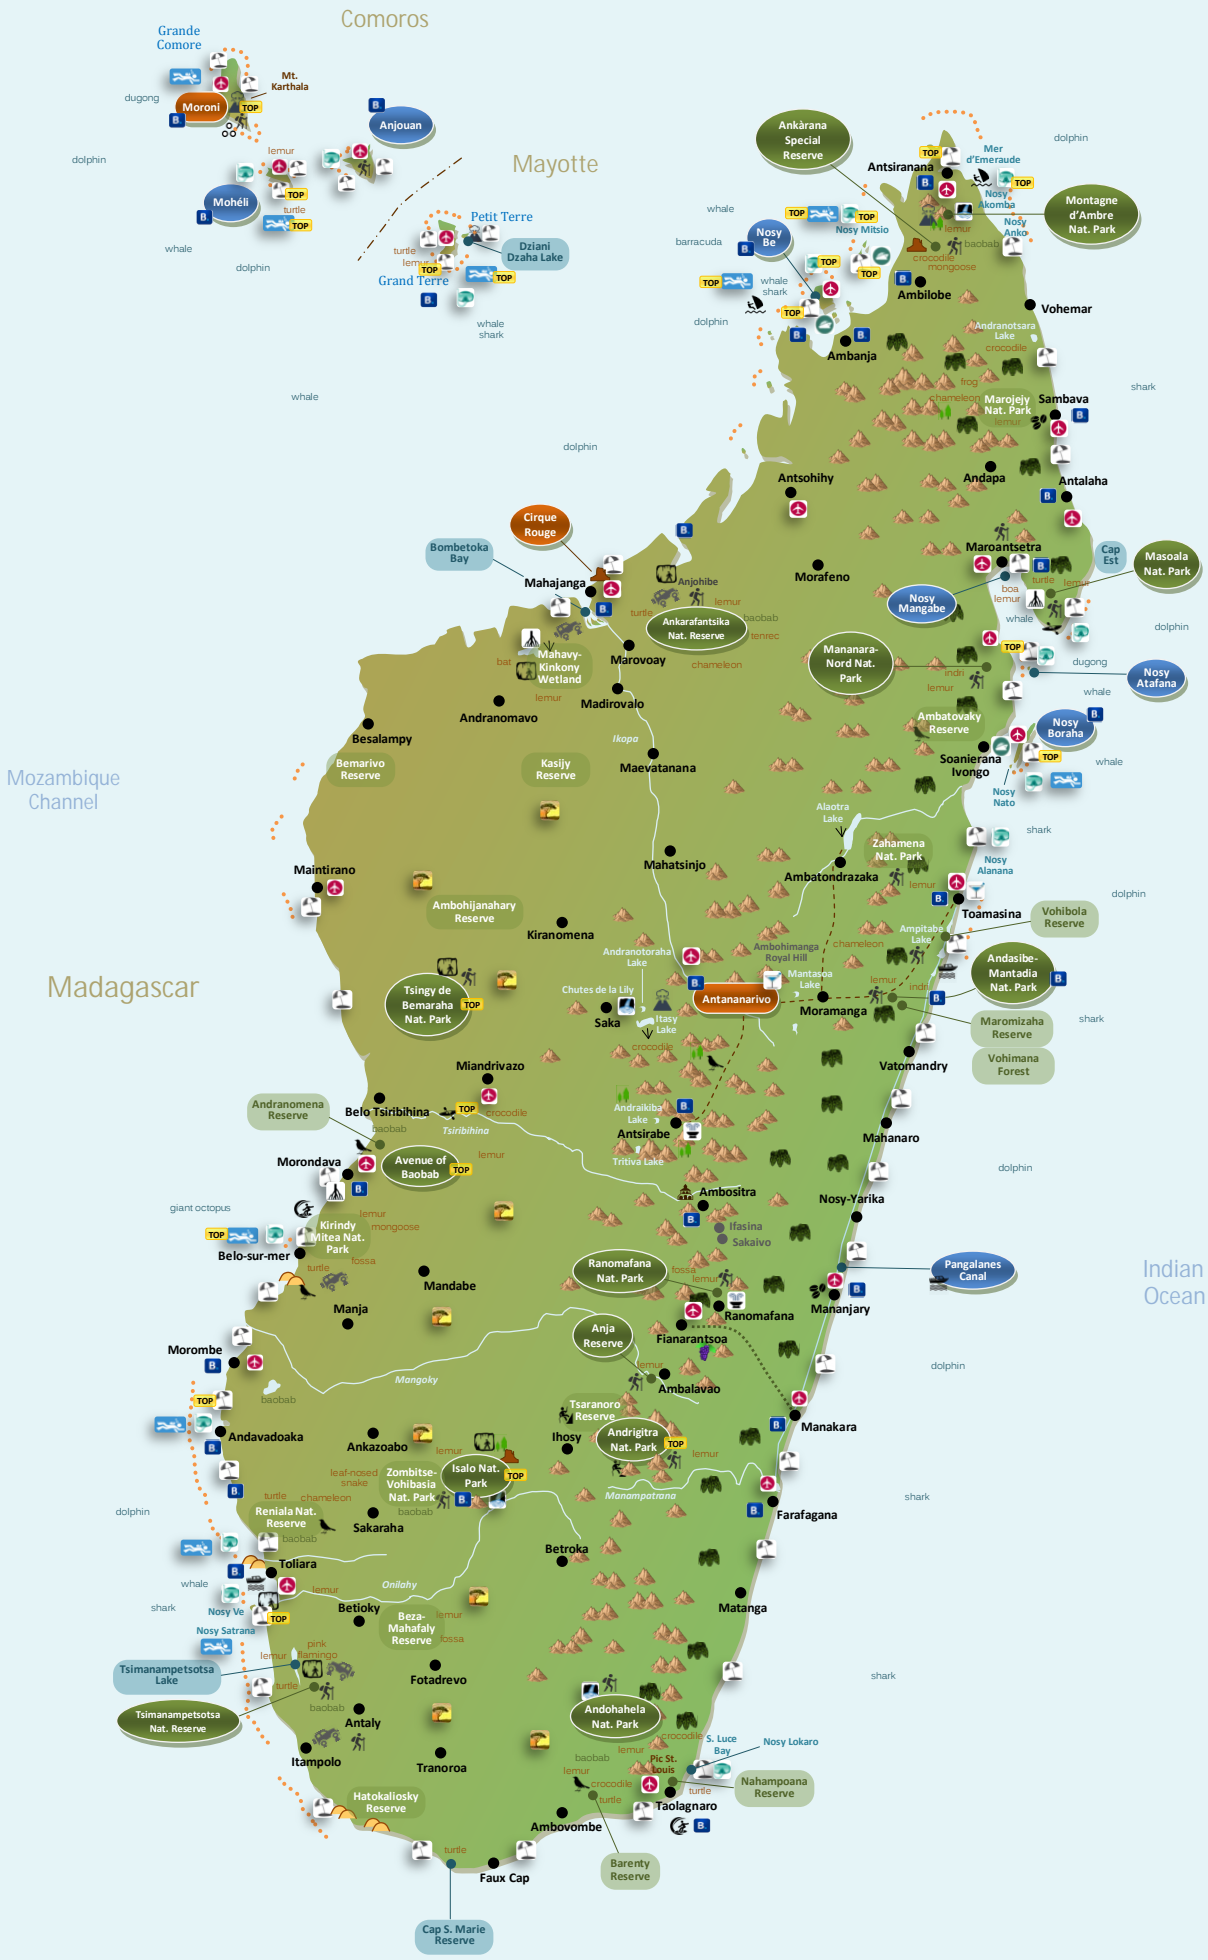 Comoros
Grande
Comore
Mt.
Karthala
dugong
Moroni
TOP
B.
Anjouan
B.
dolphin
lemur
Mohéli
B.
TOP
turtle
TOP
whale
dolphin
Mayotte
Petit Terre
Dziani
Dzaha Lake
turtle
lemur
TOP
Grand Terre
TOP
B.
whale
shark
whale
dolphin
Ankàrana
Special
Reserve
dolphin
TOP
Mer
d'Emeraude
Antsiranana
B.
TOP
Nosy
Akomba
Montagne
d'Ambre
Nat. Park
whale
TOP
TOP
Nosy Mitsio
lemur
Nosy
Anko
baobab
barracuda
Nosy
Be
B.
crocodile
mongoose
TOP
TOP
whale
shark
TOP
B.
Ambilobe
TOP
dolphin
Vohemar
B.
B.
Ambanja
Andranotsara
Lake
crocodile
frog
shark
chameleon
Marojejy
Nat. Park
Sambava
B.
lemur
Andapa
Antsohihy
Antalaha
B.
Cirque
Rouge
B.
Bombetoka
Bay
Maroantsetra
B.
Cap
Est
Masoala
Nat. Park
Mahajanga
Morafeno
Anjohibe
turtle
lemur
boa
lemur
Nosy
Mangabe
B.
lemur
turtle
baobab
whale
Ankarafantsika
Nat. Reserve
tenrec
dolphin
Marovoay
Mananara-
Nord Nat.
Park
TOP
bat
Mahavy-
Kinkony
Wetland
chameleon
dugong
indri
lemur
Nosy
Atafana
lemur
Madirovalo
whale
Andranomavo
Ambatovaky
Reserve
Nosy
Boraha
B.
Besalampy
Ikopa
Soanierana
Ivongo
TOP
whale
Maevatanana
Bemarivo
Reserve
Kasijy
Reserve
Mozambique
Channel
Nosy
Nato
Alaotra
Lake
shark
Zahamena
Nat. Park
Mahatsinjo
Ambatondrazaka
Nosy
Alanana
Maintirano
lemur
B.
dolphin
Toamasina
Ambohijanahary
Reserve
Kiranomena
Vohibola
Reserve
Ampitabe
Lake
Ambohimanga
Royal Hill
chameleon
Andranotoraha
Lake
Andasibe-
Mantadia
Nat. Park
B.
Madagascar
Tsingy de
Bemaraha
Nat. Park
TOP
Chutes de la Lily
B.
Antananarivo
Mantasoa
Lake
lemur
indri
B.
Saka
Itasy
Lake
Moramanga
Maromizaha
Reserve
shark
crocodile
Vohimana
Forest
Vatomandry
Miandrivazo
Andranomena
Reserve
Belo Tsiribihina
TOP
crocodile
Andraikiba
Lake
B.
Tsiribihina
Antsirabe
Mahanaro
baobab
Tritiva Lake
Morondava
Avenue of
Baobab
TOP
lemur
dolphin
B.
Ambositra
Nosy-Yarika
giant octopus
lemur
mongoose
B.
Ifasina
Sakaivo
Kirindy
Mitea Nat.
Park
TOP
Belo-sur-mer
fossa
turtle
Ranomafana
Nat. Park
fossa
lemur
Pangalanes
Canal
Indian
Ocean
Mandabe
B.
Mananjary
Ranomafana
Manja
Fianarantsoa
Anja
Reserve
Morombe
B.
lemur
dolphin
Mangoky
Ambalavao
TOP
baobab
Tsaranoro
Reserve
Manakara
B.
Andavadoaka
B.
Ankazoabo
Ihosy
Andrigitra
Nat. Park
TOP
lemur
lemur
leaf-nosed
snake
Zombitse-
Vohibasia
Nat. Park
Isalo Nat.
Park
TOP
B.
B.
turtle
chameleon
Manampatrana
shark
dolphin
Reniala Nat.
Reserve
baobab
B.
Farafagana
Sakaraha
baobab
Betroka
B.
Toliara
whale
Onilahy
lemur
shark
Nosy Ve
TOP
Betioky
Beza-
Mahafaly
Reserve
lemur
fossa
Matanga
Nosy Satrana
pink
flamingo
lemur
Tsimanampetsotsa
Lake
Fotadrevo
shark
turtle
Tsimanampetsotsa
Nat. Reserve
baobab
Antaly
Andohahela
Nat. Park
crocodile
S. Luce
Bay
Nosy Lokaro
Itampolo
Tranoroa
baobab
lemur
lemur
Pic St.
Louis
crocodile
turtle
turtle
Nahampoana
Reserve
Taolagnaro
B.
Hatokaliosky
Reserve
Ambovombe
turtle
Faux Cap
Barenty
Reserve
Cap S. Marie
Reserve